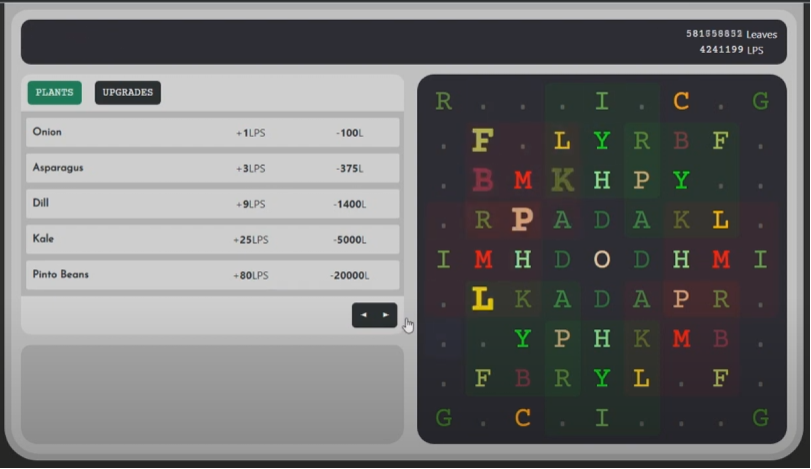 581656852 Leaves
4241199 LPS
PLANTS UPGRADES
Onion +1LPS -100L
Asparagus +3LPS -375L
Dill +9LPS -1400L
Kale +25LPS -5000L
Pinto Beans +80LPS -20000L
◄ ►
R . . . I . C . G
. F . L Y R B F .
. B M K H P Y . .
. R P A D A K L .
I M H D O D H M I
. L K A D A P R .
. . Y P H K M B .
. F B R Y L . F .
G . C . I . . . G